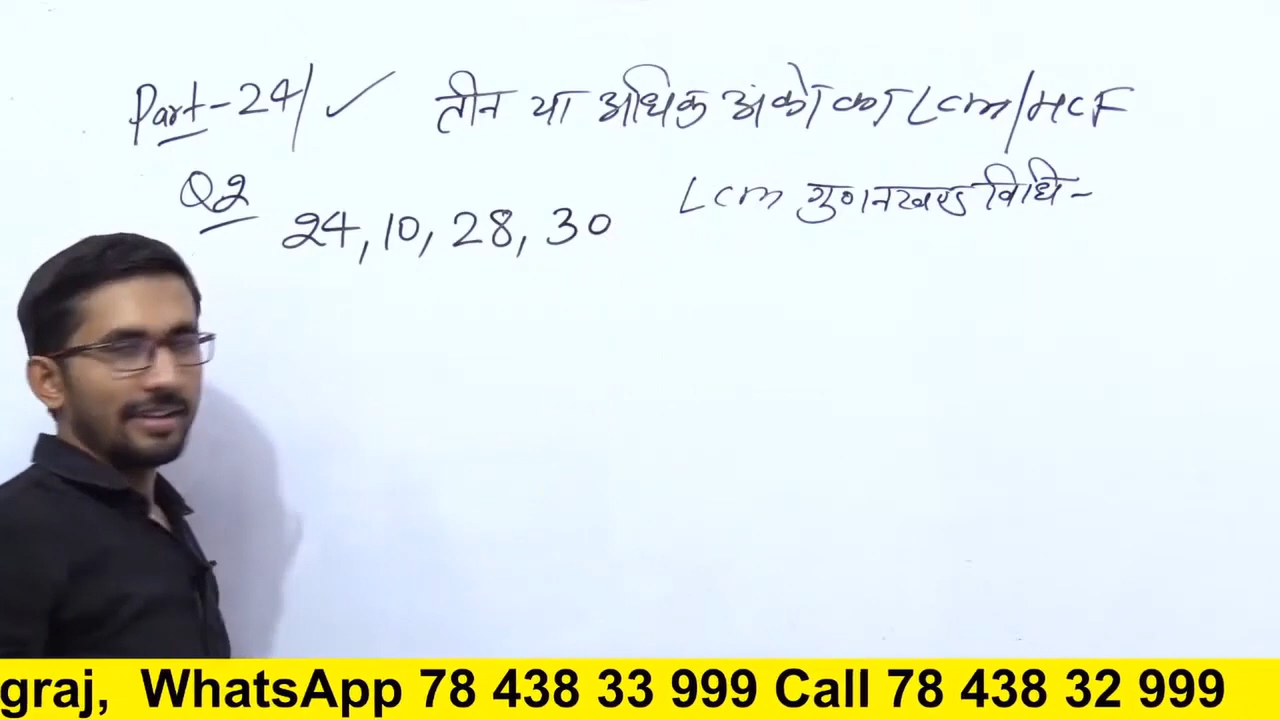 Part-24/ ✓ तीन या अधिक अंको का Lcm/HCF
Q2
24, 10, 28, 30
Lcm गुणनखण्ड विधि -
graj, WhatsApp 78 438 33 999 Call 78 438 32 999